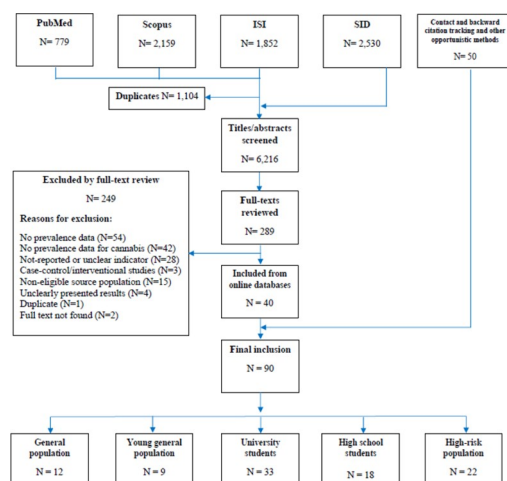 PubMed
N= 779
Scopus
N= 2,159
ISI
N= 1,852
SID
N= 2,530
Contact and backward
citation tracking and other
opportunistic methods
N= 50
Duplicates N= 1,104
Titles/abstracts
screened
N= 6,216
Excluded by full-text review
N= 249
Reasons for exclusion:
No prevalence data (N=54)
No prevalence data for cannabis (N=42)
Not-reported or unclear indicator (N=28)
Case-control/interventional studies (N=3)
Non-eligible source population (N=15)
Unclearly presented results (N=4)
Duplicate (N=1)
Full text not found (N=2)
Full-texts
reviewed
N= 289
Included from
online databases
N = 40
Final inclusion
N = 90
General
population
N = 12
Young general
population
N = 9
University
students
N = 33
High school
students
N = 18
High-risk
population
N = 22